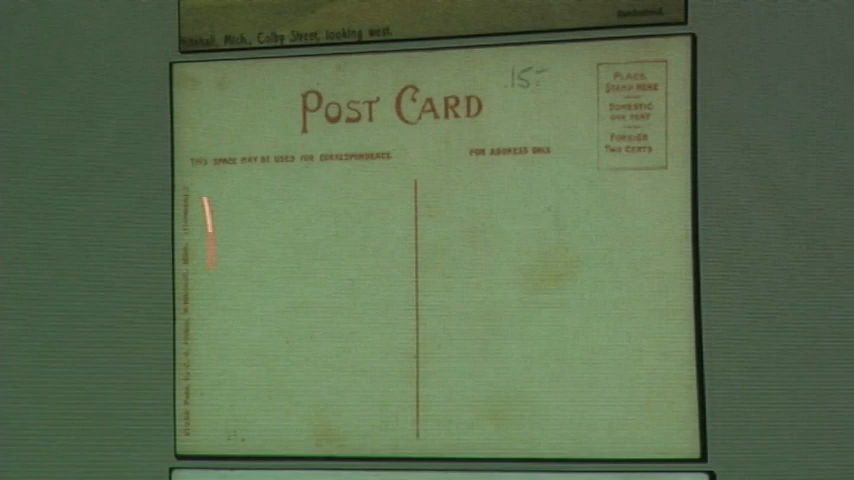 Mich., Colby Street, looking west.
POST CARD
15-
PLACE
STAMP HERE
DOMESTIC
ONE CENT
FOREIGN
TWO CENTS
THIS SPACE MAY BE USED FOR CORRESPONDENCE
FOR ADDRESS ONLY